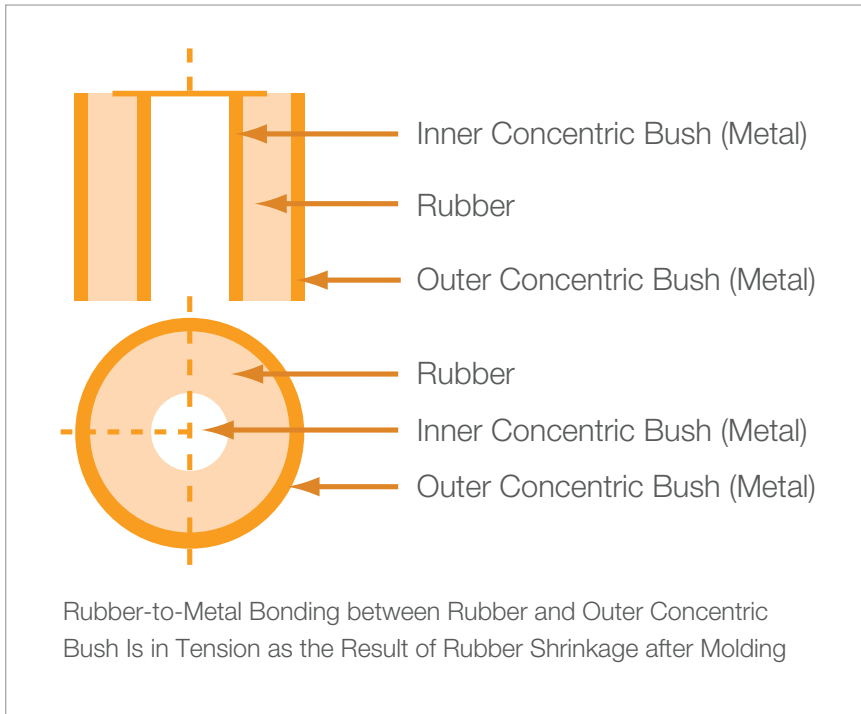 Inner Concentric Bush (Metal)
Rubber
Outer Concentric Bush (Metal)
Rubber
Inner Concentric Bush (Metal)
Outer Concentric Bush (Metal)
Rubber-to-Metal Bonding between Rubber and Outer Concentric
Bush Is in Tension as the Result of Rubber Shrinkage after Molding